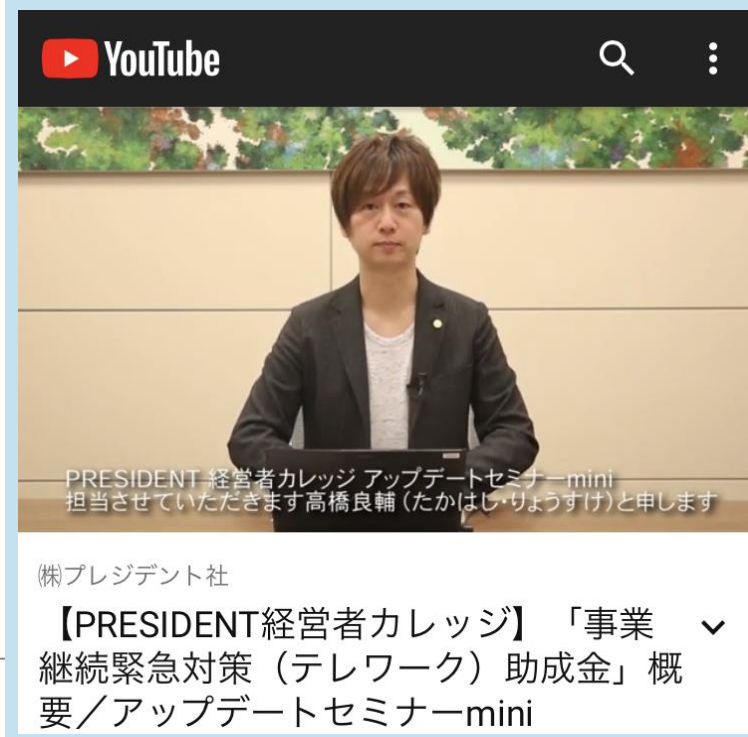 YouTube
PRESIDENT 経営者カレッジ アップデートセミナーmini
担当させていただきます高橋良輔(たかはし・りょうすけ)と申します
㈱プレジデント社
【PRESIDENT経営者カレッジ】「事業
継続緊急対策（テレワーク）助成金」概
要／アップデートセミナーmini